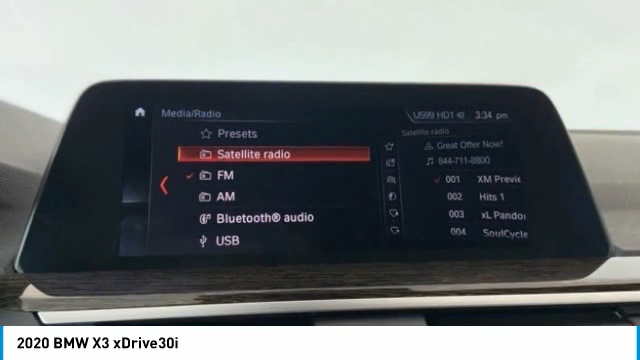 Media/Radio
US99 HD1
3:34 pm
Presets
Satellite radio
FM
AM
Bluetooth® audio
USB
Satellite radio
Great Offer Now!
844-711-8800
001 XM Previe
002 Hits 1
003 xL Pando
004 SoulCycle
2020 BMW X3 xDrive30i